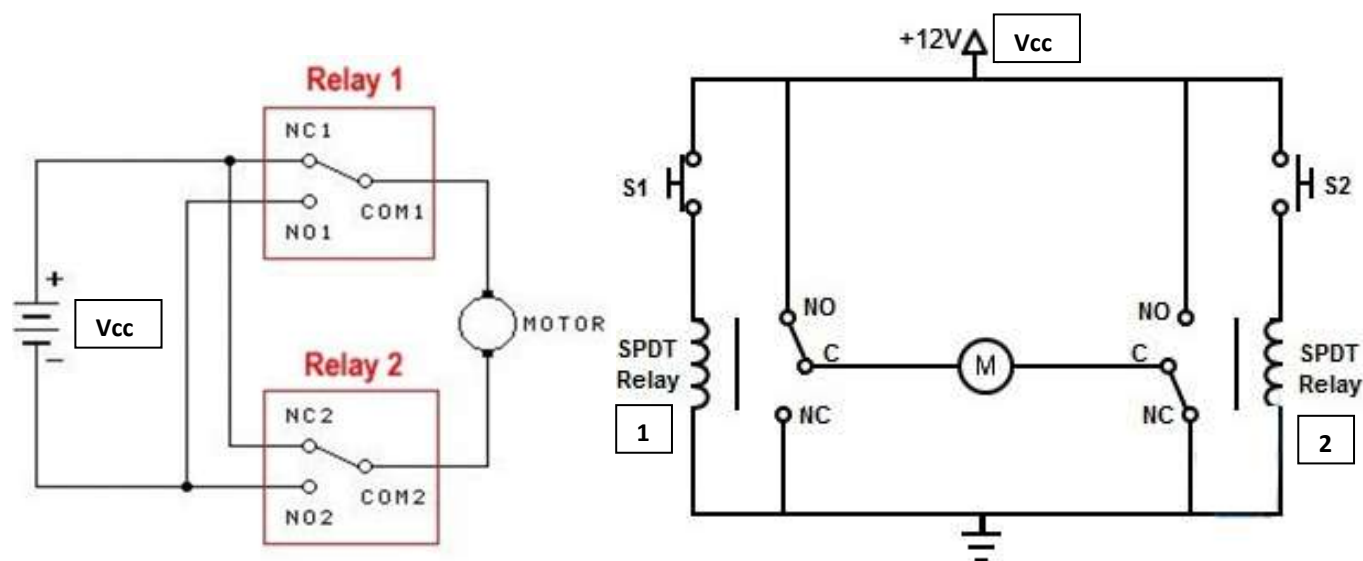 Relay 1
NC1
COM1
NO1
+
Vcc
−
MOTOR
Relay 2
NC2
COM2
NO2
+12V
Vcc
S1
S2
NO
NO
SPDT
Relay
1
C
M
C
SPDT
Relay
2
NC
NC